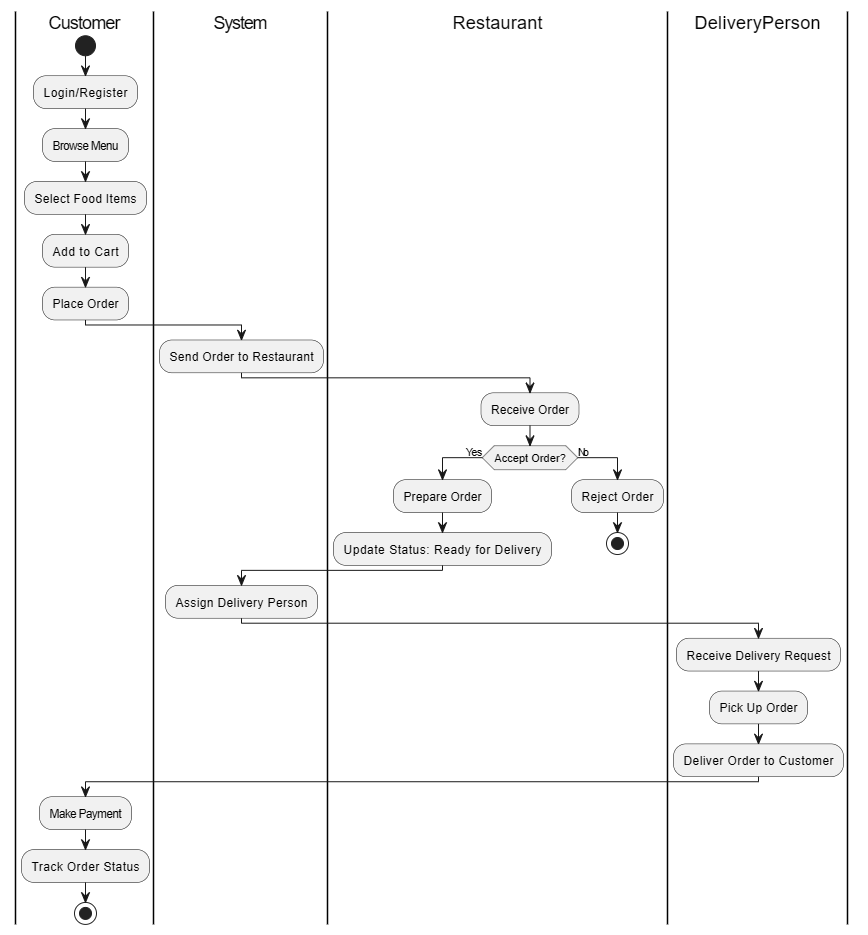 Customer
System
Restaurant
DeliveryPerson
Login/Register
Browse Menu
Select Food Items
Add to Cart
Place Order
Send Order to Restaurant
Receive Order
Yes
Accept Order?
No
Prepare Order
Reject Order
Update Status: Ready for Delivery
Assign Delivery Person
Receive Delivery Request
Pick Up Order
Deliver Order to Customer
Make Payment
Track Order Status